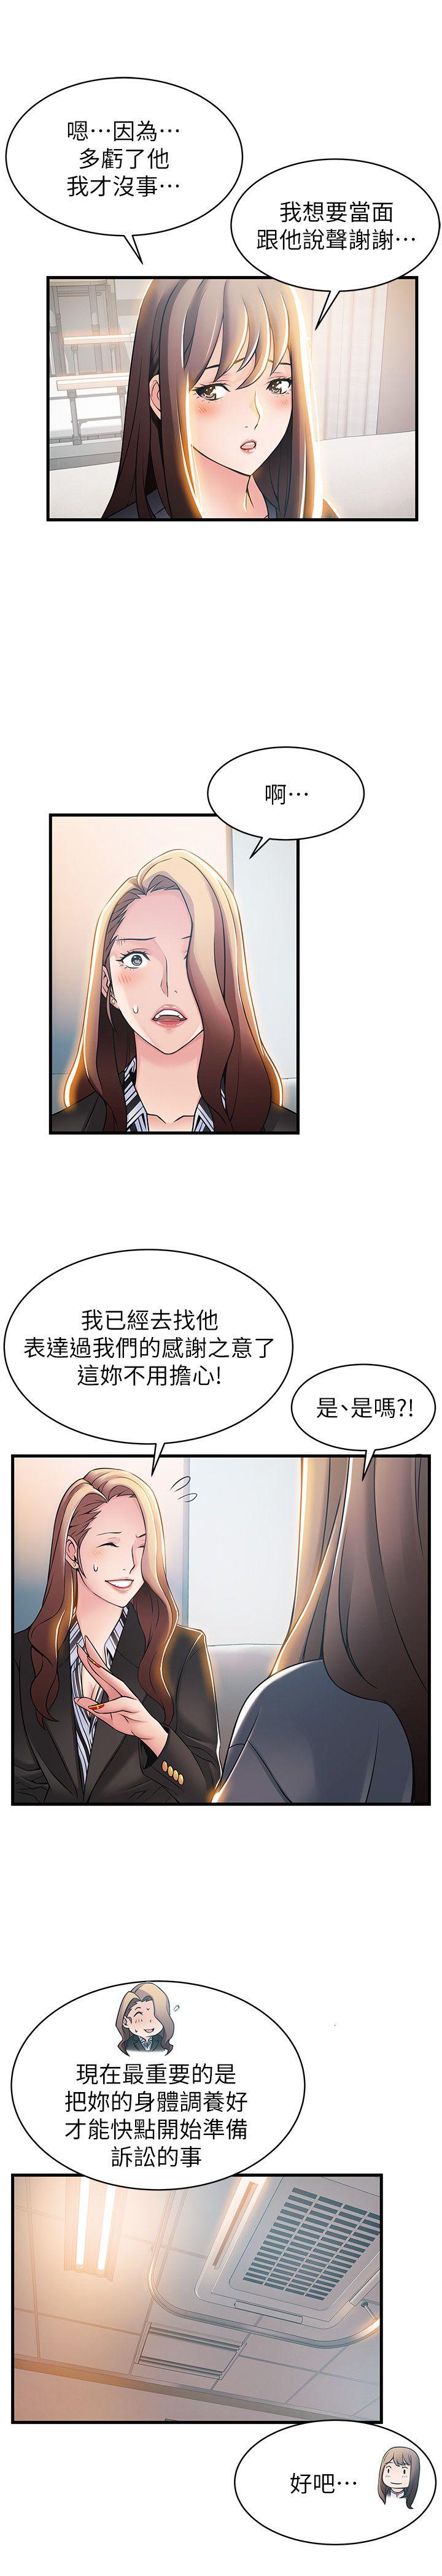 嗯⋯因為⋯
多虧了他
我才沒事⋯
我想要當面
跟他說聲謝謝⋯
啊⋯
我已經去找他
表達過我們的感謝之意了
這妳不用擔心!
是、是嗎?!
現在最重要的是
把妳的身體調養好
才能快點開始準備
訴訟的事
好吧⋯